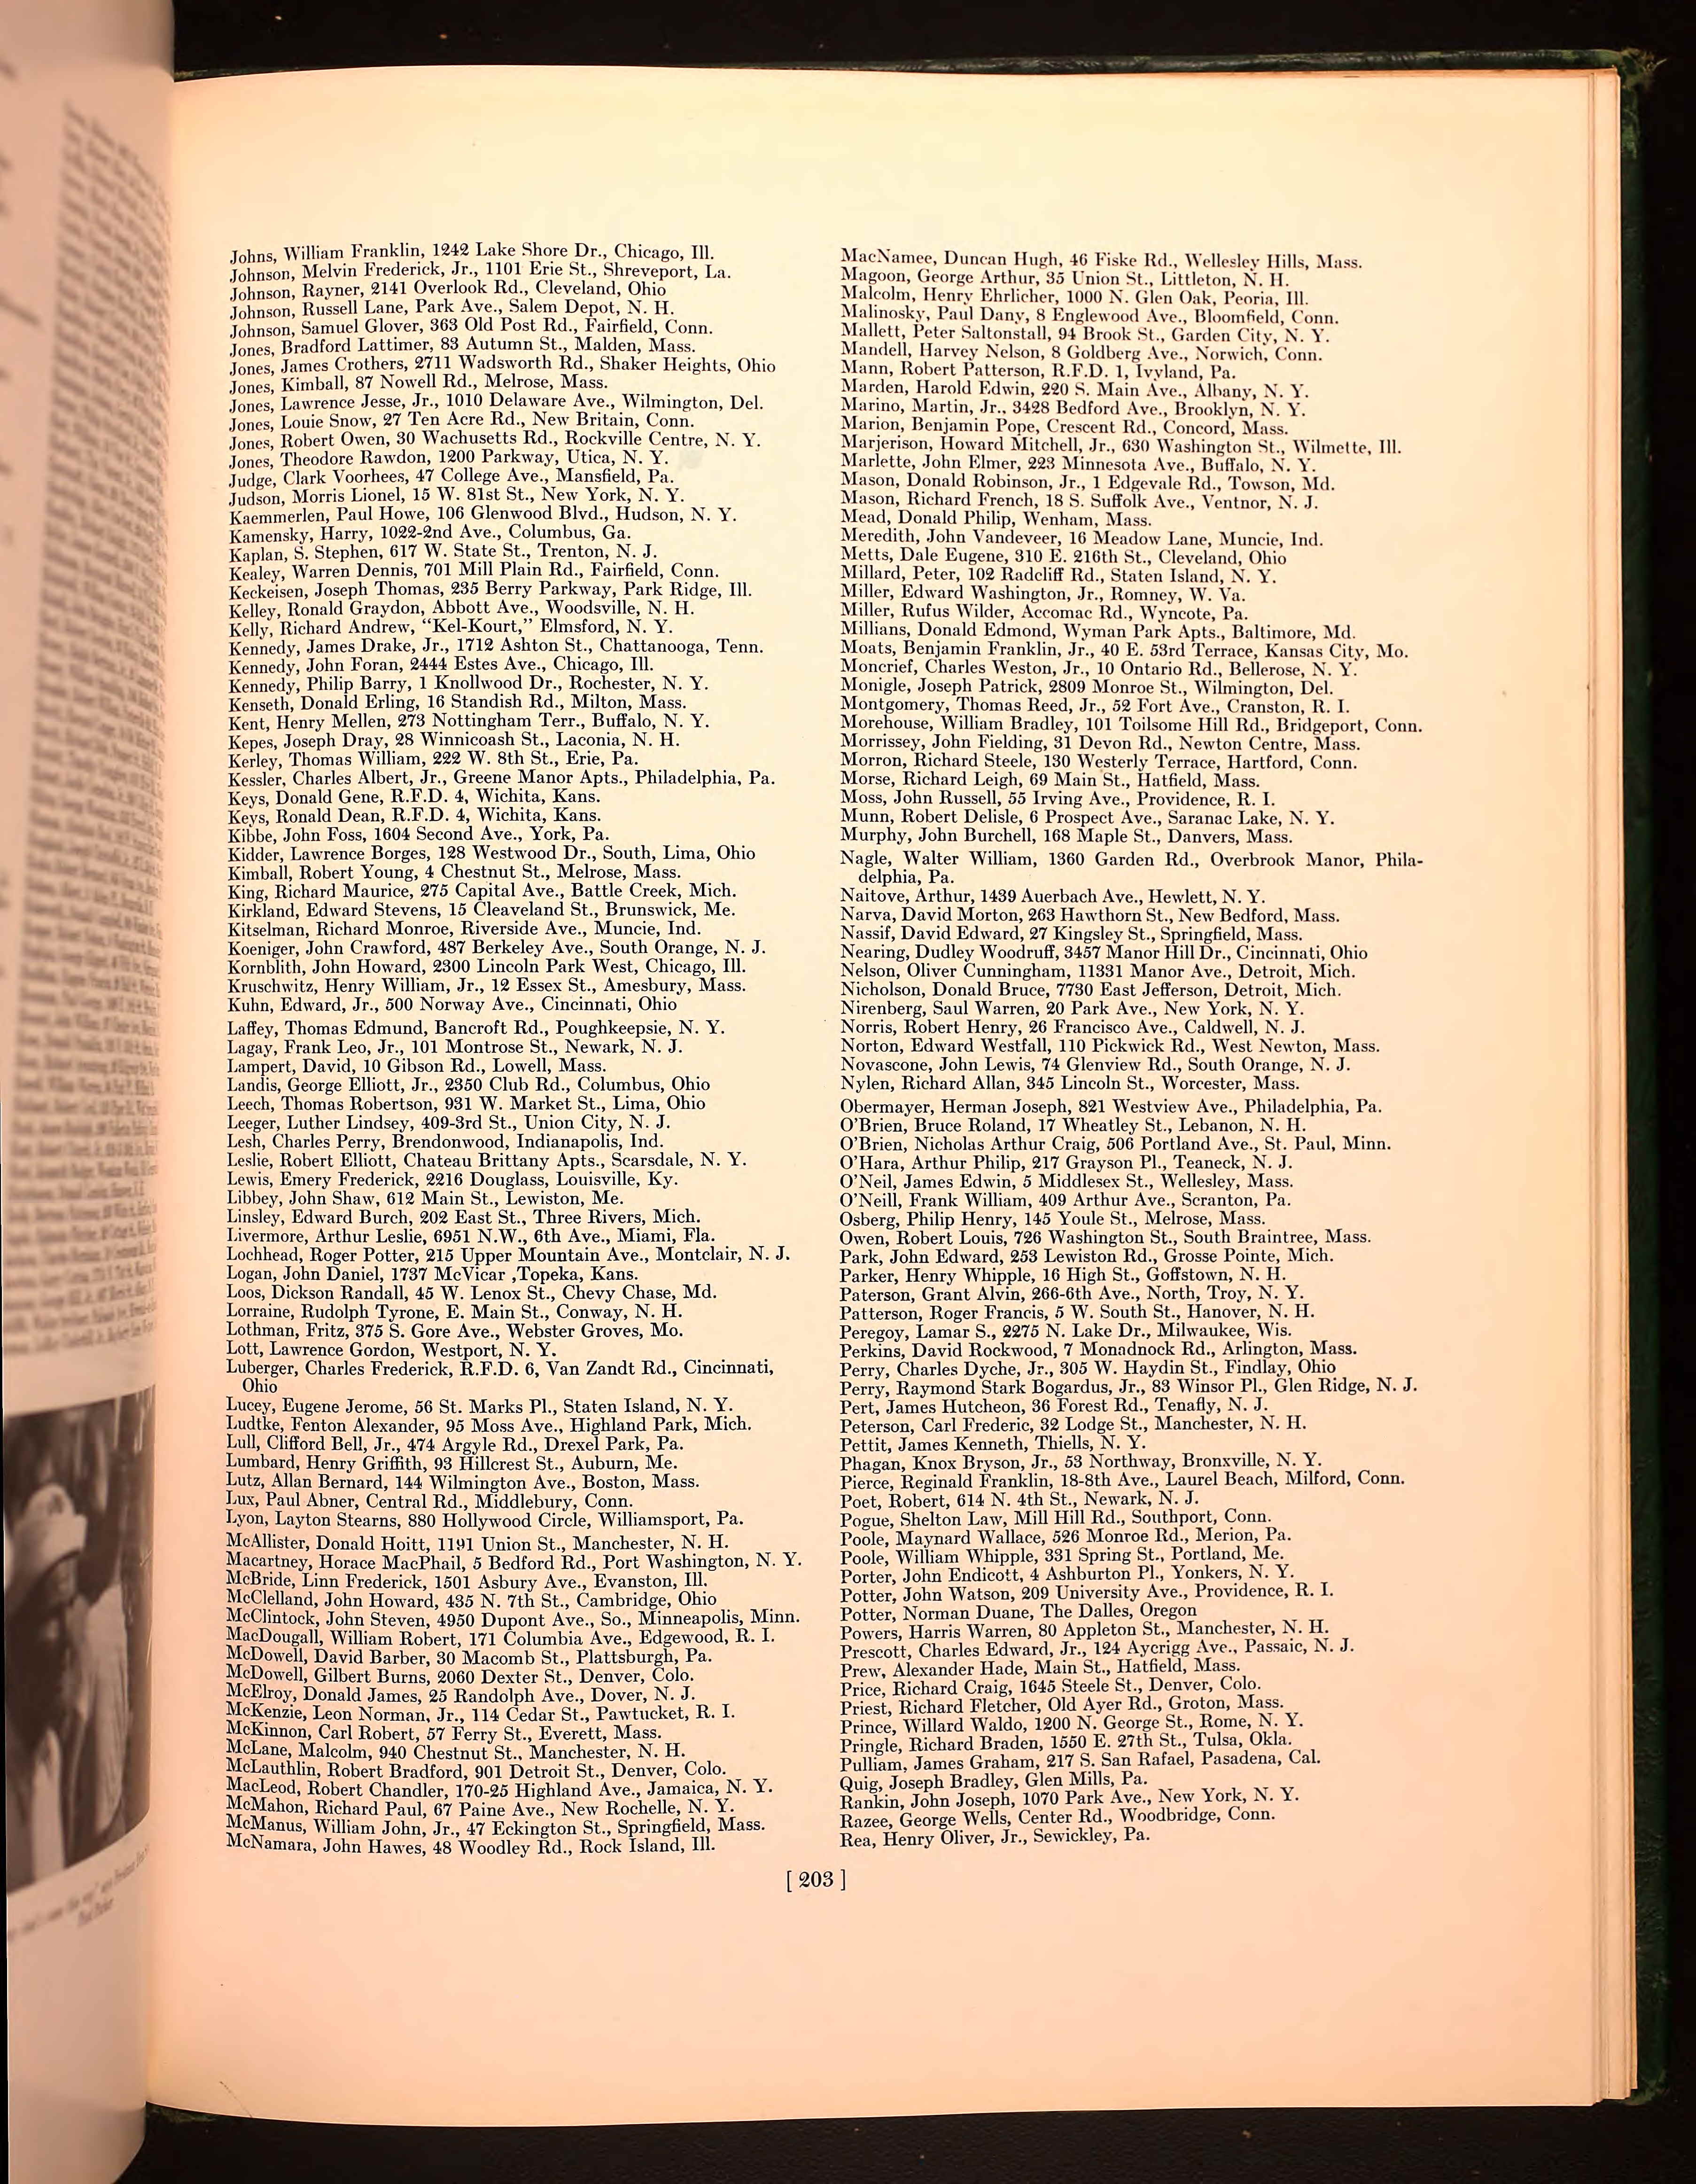 Johns, William Franklin, 1242 Lake Shore Dr., Chicago, Ill.
Johnson, Melvin Frederick, Jr., 1101 Erie St., Shreveport, La.
Johnson, Rayner, 2141 Overlook Rd., Cleveland, Ohio
Johnson, Russell Lane, Park Ave., Salem Depot, N. H.
Johnson, Samuel Glover, 363 Old Post Rd., Fairfield, Conn.
Jones, Bradford Lattimer, 83 Autumn St., Malden, Mass.
Jones, James Crothers, 2711 Wadsworth Rd., Shaker Heights, Ohio
Jones, Kimball, 87 Nowell Rd., Melrose, Mass.
Jones, Lawrence Jesse, Jr., 1010 Delaware Ave., Wilmington, Del.
Jones, Louie Snow, 27 Ten Acre Rd., New Britain, Conn.
Jones, Robert Owen, 30 Wachusetts Rd., Rockville Centre, N. Y.
Jones, Theodore Rawdon, 1200 Parkway, Utica, N. Y.
Judge, Clark Voorhees, 47 College Ave., Mansfield, Pa.
Judson, Morris Lionel, 15 W. 81st St., New York, N. Y.
Kaemmerlen, Paul Howe, 106 Glenwood Blvd., Hudson, N. Y.
Kamensky, Harry, 1022-2nd Ave., Columbus, Ga.
Kaplan, S. Stephen, 617 W. State St., Trenton, N. J.
Kealey, Warren Dennis, 701 Mill Plain Rd., Fairfield, Conn.
Keckeisen, Joseph Thomas, 235 Berry Parkway, Park Ridge, Ill.
Kelley, Ronald Graydon, Abbott Ave., Woodsville, N. H.
Kelly, Richard Andrew, “Kel-Kourt,” Elmsford, N. Y.
Kennedy, James Drake, Jr., 1712 Ashton St., Chattanooga, Tenn.
Kennedy, John Foran, 2444 Estes Ave., Chicago, Ill.
Kennedy, Philip Barry, 1 Knollwood Dr., Rochester, N. Y.
Kenseth, Donald Erling, 16 Standish Rd., Milton, Mass.
Kent, Henry Mellen, 273 Nottingham Terr., Buffalo, N. Y.
Kepes, Joseph Dray, 28 Winnicoash St., Laconia, N. H.
Kerley, Thomas William, 222 W. 8th St., Erie, Pa.
Kessler, Charles Albert, Jr., Greene Manor Apts., Philadelphia, Pa.
Keys, Donald Gene, R.F.D. 4, Wichita, Kans.
Keys, Ronald Dean, R.F.D. 4, Wichita, Kans.
Kibbe, John Foss, 1604 Second Ave., York, Pa.
Kidder, Lawrence Borges, 128 Westwood Dr., South, Lima, Ohio
Kimball, Robert Young, 4 Chestnut St., Melrose, Mass.
King, Richard Maurice, 275 Capital Ave., Battle Creek, Mich.
Kirkland, Edward Stevens, 15 Cleaveland St., Brunswick, Me.
Kitselman, Richard Monroe, Riverside Ave., Muncie, Ind.
Koeniger, John Crawford, 487 Berkeley Ave., South Orange, N. J.
Kornblith, John Howard, 2300 Lincoln Park West, Chicago, Ill.
Kruschwitz, Henry William, Jr., 12 Essex St., Amesbury, Mass.
Kuhn, Edward, Jr., 500 Norway Ave., Cincinnati, Ohio
Laffey, Thomas Edmund, Bancroft Rd., Poughkeepsie, N. Y.
Lagay, Frank Leo, Jr., 101 Montrose St., Newark, N. J.
Lampert, David, 10 Gibson Rd., Lowell, Mass.
Landis, George Elliott, Jr., 2350 Club Rd., Columbus, Ohio
Leech, Thomas Robertson, 931 W. Market St., Lima, Ohio
Leeger, Luther Lindsey, 409-3rd St., Union City, N. J.
Lesh, Charles Perry, Brendonwood, Indianapolis, Ind.
Leslie, Robert Elliott, Chateau Brittany Apts., Scarsdale, N. Y.
Lewis, Emery Frederick, 2216 Douglass, Louisville, Ky.
Libbey, John Shaw, 612 Main St., Lewiston, Me.
Linsley, Edward Burch, 202 East St., Three Rivers, Mich.
Livermore, Arthur Leslie, 6951 N.W., 6th Ave., Miami, Fla.
Lochhead, Roger Potter, 215 Upper Mountain Ave., Montclair, N. J.
Logan, John Daniel, 1737 McVicar ,Topeka, Kans.
Loos, Dickson Randall, 45 W. Lenox St., Chevy Chase, Md.
Lorraine, Rudolph Tyrone, E. Main St., Conway, N. H.
Lothman, Fritz, 375 S. Gore Ave., Webster Groves, Mo.
Lott, Lawrence Gordon, Westport, N. Y.
Luberger, Charles Frederick, R.F.D. 6, Van Zandt Rd., Cincinnati,
Ohio
Lucey, Eugene Jerome, 56 St. Marks Pl., Staten Island, N. Y.
Ludtke, Fenton Alexander, 95 Moss Ave., Highland Park, Mich.
Lull, Clifford Bell, Jr., 474 Argyle Rd., Drexel Park, Pa.
Lumbard, Henry Griffith, 93 Hillcrest St., Auburn, Me.
Lutz, Allan Bernard, 144 Wilmington Ave., Boston, Mass.
Lux, Paul Abner, Central Rd., Middlebury, Conn.
Lyon, Layton Stearns, 880 Hollywood Circle, Williamsport, Pa.
McAllister, Donald Hoitt, 1191 Union St., Manchester, N. H.
Macartney, Horace MacPhail, 5 Bedford Rd., Port Washington, N. Y.
McBride, Linn Frederick, 1501 Asbury Ave., Evanston, Ill.
McClelland, John Howard, 435 N. 7th St., Cambridge, Ohio
McClintock, John Steven, 4950 Dupont Ave., So., Minneapolis, Minn.
MacDougall, William Robert, 171 Columbia Ave., Edgewood, R. I.
McDowell, David Barber, 30 Macomb St., Plattsburgh, Pa.
McDowell, Gilbert Burns, 2060 Dexter St., Denver, Colo.
McElroy, Donald James, 25 Randolph Ave., Dover, N. J.
McKenzie, Leon Norman, Jr., 114 Cedar St., Pawtucket, R. I.
McKinnon, Carl Robert, 57 Ferry St., Everett, Mass.
McLane, Malcolm, 940 Chestnut St., Manchester, N. H.
McLauthlin, Robert Bradford, 901 Detroit St., Denver, Colo.
MacLeod, Robert Chandler, 170-25 Highland Ave., Jamaica, N. Y.
McMahon, Richard Paul, 67 Paine Ave., New Rochelle, N. Y.
McManus, William John, Jr., 47 Eckington St., Springfield, Mass.
McNamara, John Hawes, 48 Woodley Rd., Rock Island, Ill.
MacNamee, Duncan Hugh, 46 Fiske Rd., Wellesley Hills, Mass.
Magoon, George Arthur, 35 Union St., Littleton, N. H.
Malcolm, Henry Ehrlicher, 1000 N. Glen Oak, Peoria, Ill.
Malinosky, Paul Dany, 8 Englewood Ave., Bloomfield, Conn.
Mallett, Peter Saltonstall, 94 Brook St., Garden City, N. Y.
Mandell, Harvey Nelson, 8 Goldberg Ave., Norwich, Conn.
Mann, Robert Patterson, R.F.D. 1, Ivyland, Pa.
Marden, Harold Edwin, 220 S. Main Ave., Albany, N. Y.
Marino, Martin, Jr., 3428 Bedford Ave., Brooklyn, N. Y.
Marion, Benjamin Pope, Crescent Rd., Concord, Mass.
Marjerison, Howard Mitchell, Jr., 630 Washington St., Wilmette, Ill.
Marlette, John Elmer, 223 Minnesota Ave., Buffalo, N. Y.
Mason, Donald Robinson, Jr., 1 Edgevale Rd., Towson, Md.
Mason, Richard French, 18 S. Suffolk Ave., Ventnor, N. J.
Mead, Donald Philip, Wenham, Mass.
Meredith, John Vandeveer, 16 Meadow Lane, Muncie, Ind.
Metts, Dale Eugene, 310 E. 216th St., Cleveland, Ohio
Millard, Peter, 102 Radcliff Rd., Staten Island, N. Y.
Miller, Edward Washington, Jr., Romney, W. Va.
Miller, Rufus Wilder, Accomac Rd., Wyncote, Pa.
Millians, Donald Edmond, Wyman Park Apts., Baltimore, Md.
Moats, Benjamin Franklin, Jr., 40 E. 53rd Terrace, Kansas City, Mo.
Moncrief, Charles Weston, Jr., 10 Ontario Rd., Bellerose, N. Y.
Monigle, Joseph Patrick, 2809 Monroe St., Wilmington, Del.
Montgomery, Thomas Reed, Jr., 52 Fort Ave., Cranston, R. I.
Morehouse, William Bradley, 101 Toilsome Hill Rd., Bridgeport, Conn.
Morrissey, John Fielding, 31 Devon Rd., Newton Centre, Mass.
Morron, Richard Steele, 130 Westerly Terrace, Hartford, Conn.
Morse, Richard Leigh, 69 Main St., Hatfield, Mass.
Moss, John Russell, 55 Irving Ave., Providence, R. I.
Munn, Robert Delisle, 6 Prospect Ave., Saranac Lake, N. Y.
Murphy, John Burchell, 168 Maple St., Danvers, Mass.
Nagle, Walter William, 1360 Garden Rd., Overbrook Manor, Phila-
delphia, Pa.
Naitove, Arthur, 1439 Auerbach Ave., Hewlett, N. Y.
Narva, David Morton, 263 Hawthorn St., New Bedford, Mass.
Nassif, David Edward, 27 Kingsley St., Springfield, Mass.
Nearing, Dudley Woodruff, 3457 Manor Hill Dr., Cincinnati, Ohio
Nelson, Oliver Cunningham, 11331 Manor Ave., Detroit, Mich.
Nicholson, Donald Bruce, 7730 East Jefferson, Detroit, Mich.
Nirenberg, Saul Warren, 20 Park Ave., New York, N. Y.
Norris, Robert Henry, 26 Francisco Ave., Caldwell, N. J.
Norton, Edward Westfall, 110 Pickwick Rd., West Newton, Mass.
Novascone, John Lewis, 74 Glenview Rd., South Orange, N. J.
Nylen, Richard Allan, 345 Lincoln St., Worcester, Mass.
Obermayer, Herman Joseph, 821 Westview Ave., Philadelphia, Pa.
O’Brien, Bruce Roland, 17 Wheatley St., Lebanon, N. H.
O’Brien, Nicholas Arthur Craig, 506 Portland Ave., St. Paul, Minn.
O’Hara, Arthur Philip, 217 Grayson Pl., Teaneck, N. J.
O’Neil, James Edwin, 5 Middlesex St., Wellesley, Mass.
O’Neill, Frank William, 409 Arthur Ave., Scranton, Pa.
Osberg, Philip Henry, 145 Youle St., Melrose, Mass.
Owen, Robert Louis, 726 Washington St., South Braintree, Mass.
Park, John Edward, 253 Lewiston Rd., Grosse Pointe, Mich.
Parker, Henry Whipple, 16 High St., Goffstown, N. H.
Paterson, Grant Alvin, 266-6th Ave., North, Troy, N. Y.
Patterson, Roger Francis, 5 W. South St., Hanover, N. H.
Peregoy, Lamar S., 2275 N. Lake Dr., Milwaukee, Wis.
Perkins, David Rockwood, 7 Monadnock Rd., Arlington, Mass.
Perry, Charles Dyche, Jr., 305 W. Haydin St., Findlay, Ohio
Perry, Raymond Stark Bogardus, Jr., 83 Winsor Pl., Glen Ridge, N. J.
Pert, James Hutcheon, 36 Forest Rd., Tenafly, N. J.
Peterson, Carl Frederic, 32 Lodge St., Manchester, N. H.
Pettit, James Kenneth, Thiells, N. Y.
Phagan, Knox Bryson, Jr., 53 Northway, Bronxville, N. Y.
Pierce, Reginald Franklin, 18-8th Ave., Laurel Beach, Milford, Conn.
Poet, Robert, 614 N. 4th St., Newark, N. J.
Pogue, Shelton Law, Mill Hill Rd., Southport, Conn.
Poole, Maynard Wallace, 526 Monroe Rd., Merion, Pa.
Poole, William Whipple, 331 Spring St., Portland, Me.
Porter, John Endicott, 4 Ashburton Pl., Yonkers, N. Y.
Potter, John Watson, 209 University Ave., Providence, R. I.
Potter, Norman Duane, The Dalles, Oregon
Powers, Harris Warren, 80 Appleton St., Manchester, N. H.
Prescott, Charles Edward, Jr., 124 Aycrigg Ave., Passaic, N. J.
Prew, Alexander Hade, Main St., Hatfield, Mass.
Price, Richard Craig, 1645 Steele St., Denver, Colo.
Priest, Richard Fletcher, Old Ayer Rd., Groton, Mass.
Prince, Willard Waldo, 1200 N. George St., Rome, N. Y.
Pringle, Richard Braden, 1550 E. 27th St., Tulsa, Okla.
Pulliam, James Graham, 217 S. San Rafael, Pasadena, Cal.
Quig, Joseph Bradley, Glen Mills, Pa.
Rankin, John Joseph, 1070 Park Ave., New York, N. Y.
Razee, George Wells, Center Rd., Woodbridge, Conn.
Rea, Henry Oliver, Jr., Sewickley, Pa.
[ 203 ]